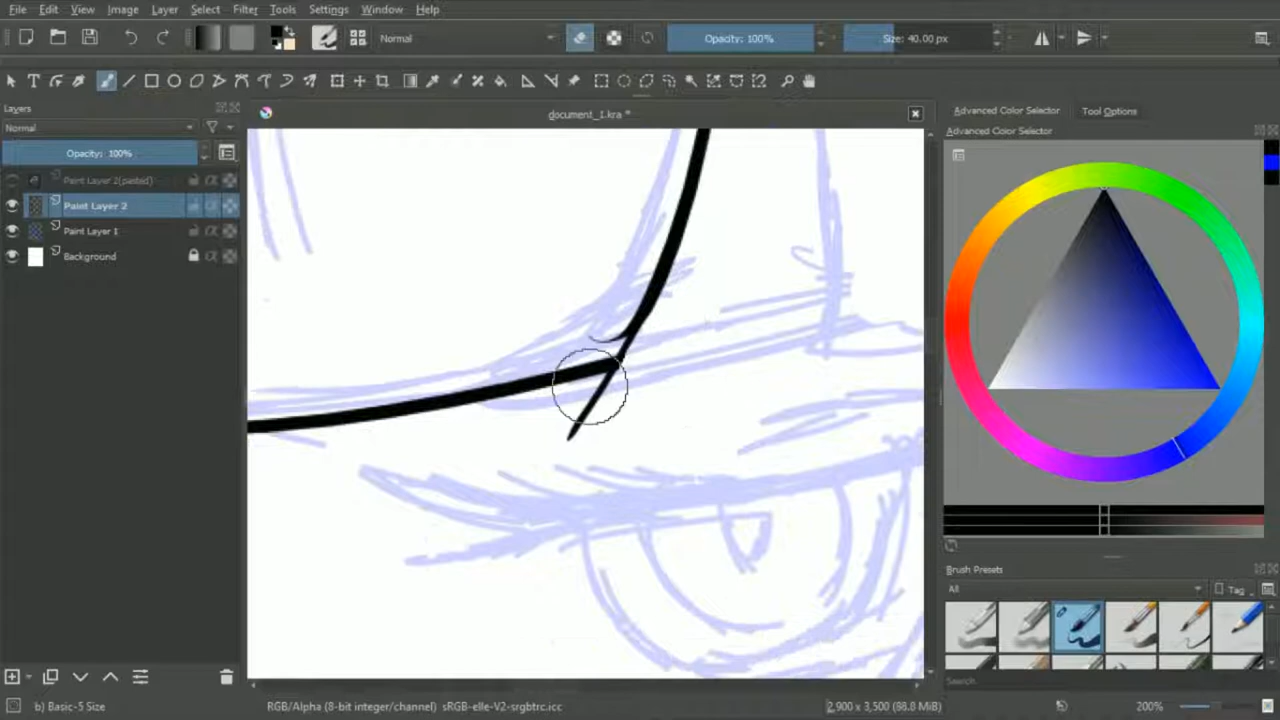 File Edit View Image Layer Select Filter Tools Settings Window Help
Normal
Opacity: 100%
Size: 40.00 px
Layers
document_1.kra *
Advanced Color Selector Tool Options
Normal
Advanced Color Selector
Opacity: 100%
Paint Layer 2(pasted)
Paint Layer 2
Paint Layer 1
Background
Brush Presets
All
Tag
Search
b) Basic-5 Size
RGB/Alpha (8-bit integer/channel) sRGB-elle-V2-srgbtrc.icc
2,900 x 3,500 (98.8 MiB)
200%